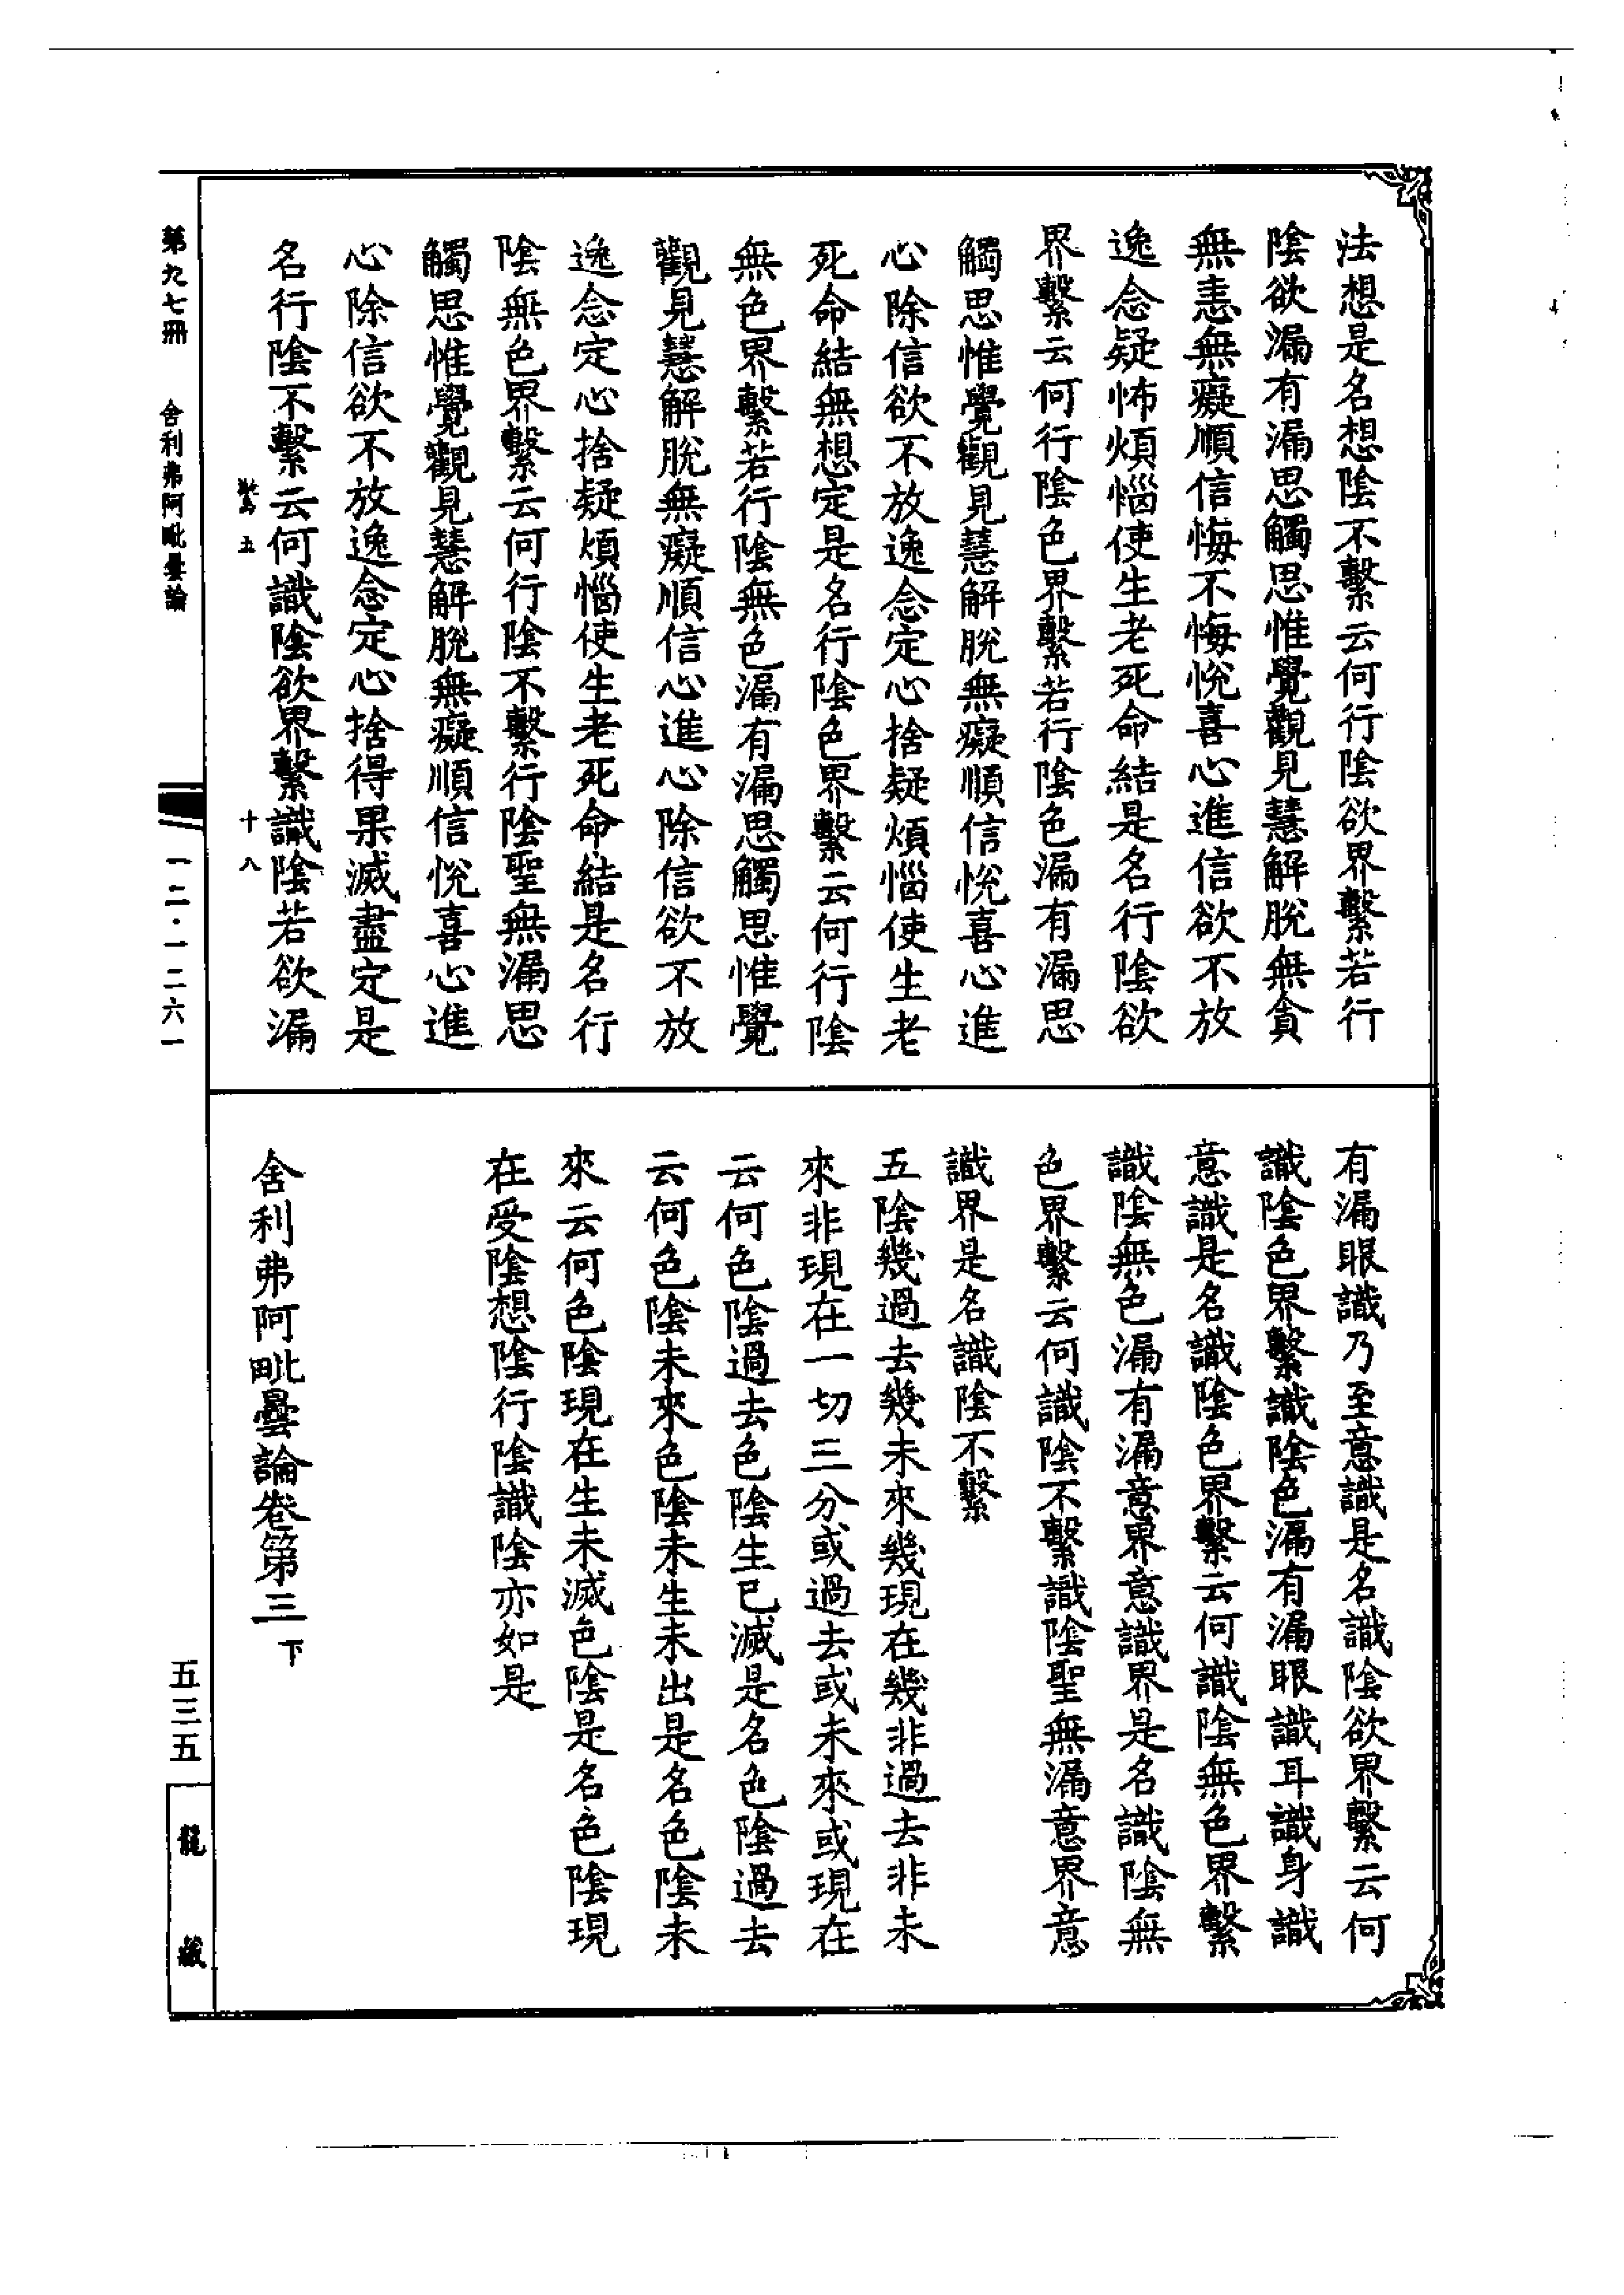 法想是名想陰不繫云何行陰欲界繫若行
陰欲漏有漏思觸思惟覺觀見慧解脫無貪
無恚無癡順信悔不悔悅喜心進信欲不放
逸念疑怖煩惱使生老死命結是名行陰欲
界繫云何行陰色界繫若行陰色漏有漏思
觸思惟覺觀見慧解脫無癡順信悅喜心進
心除信欲不放逸念定心捨疑煩惱使生老
死命結無想定是名行陰色界繫云何行陰
無色界繫若行陰無色漏有漏思觸思惟覺
觀見慧解脫無癡順信心進心除信欲不放
逸念定心捨疑煩惱使生老死命結是名行
陰無色界繫云何行陰不繫行陰聖無漏思
觸思惟覺觀見慧解脫無癡順信悅喜心進
心除信欲不放逸念定心捨得果滅盡定是
名行陰不繫云何識陰欲界繫識陰若欲漏
五 十八
有漏眼識乃至意識是名識陰欲界繫云何
識陰色界繫識陰色漏有漏眼識耳識身識
意識是名識陰色界繫云何識陰無色界繫
識陰無色漏有漏意界意識界是名識陰無
色界繫云何識陰不繫識陰聖無漏意界意
識界是名識陰不繫
五陰幾過去幾未來幾現在幾非過去非未
來非現在一切三分或過去或未來或現在
云何色陰過去色陰生已滅是名色陰過去
云何色陰未來色陰未生未出是名色陰未
來云何色陰現在生未滅色陰是名色陰現
在受陰想陰行陰識陰亦如是
舍利弗阿毗曇論卷第三下
第九七冊 舍利弗阿毗曇論 一二·一二六一 五三五 龍藏